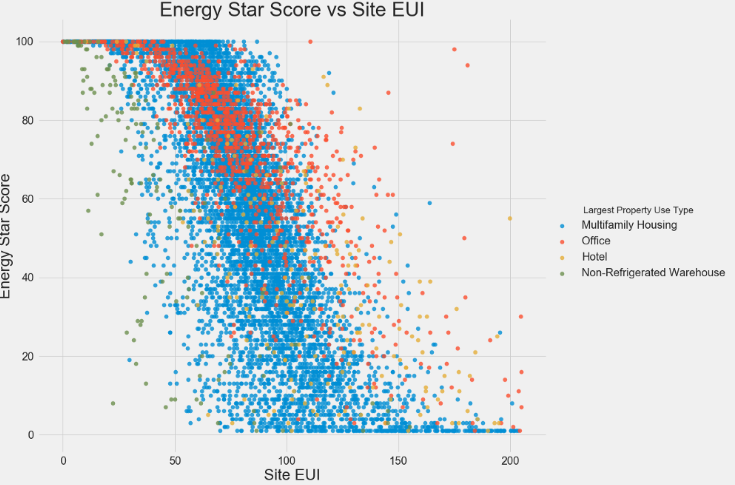 Energy Star Score vs Site EUI
100
80
60
40
20
0
Energy Star Score
0 50 100 150 200
Site EUI
Largest Property Use Type
Multifamily Housing
Office
Hotel
Non-Refrigerated Warehouse